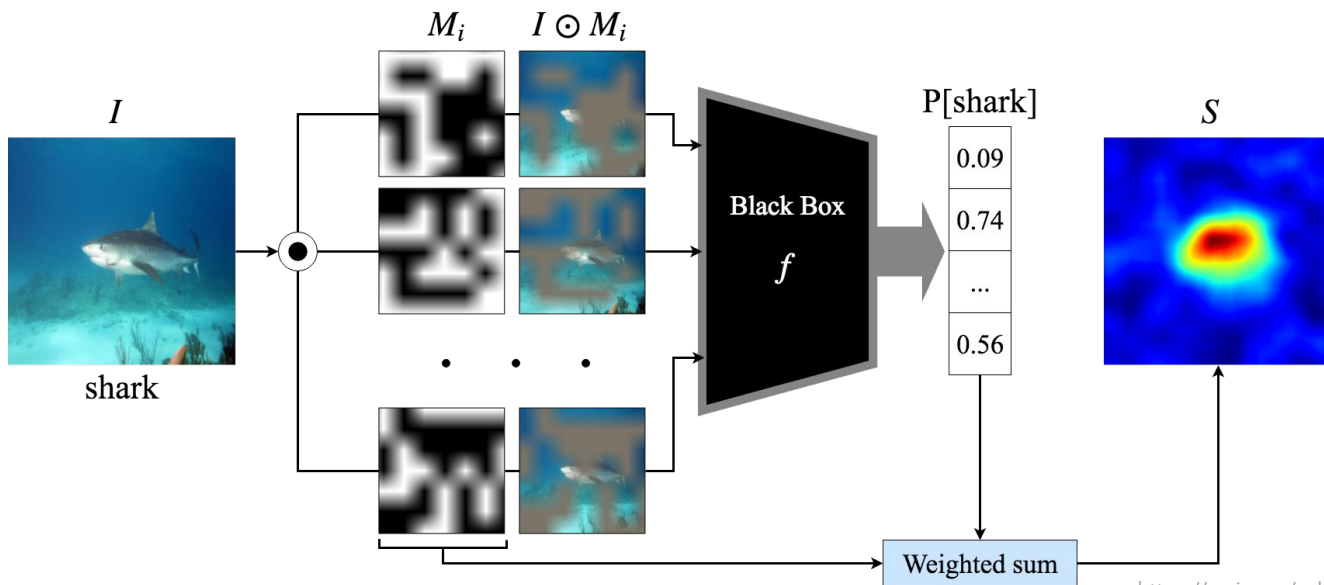 M_i
I ⊙ M_i
I
P[shark]
S
0.09
0.74
...
0.56
Black Box
f
shark
Weighted sum